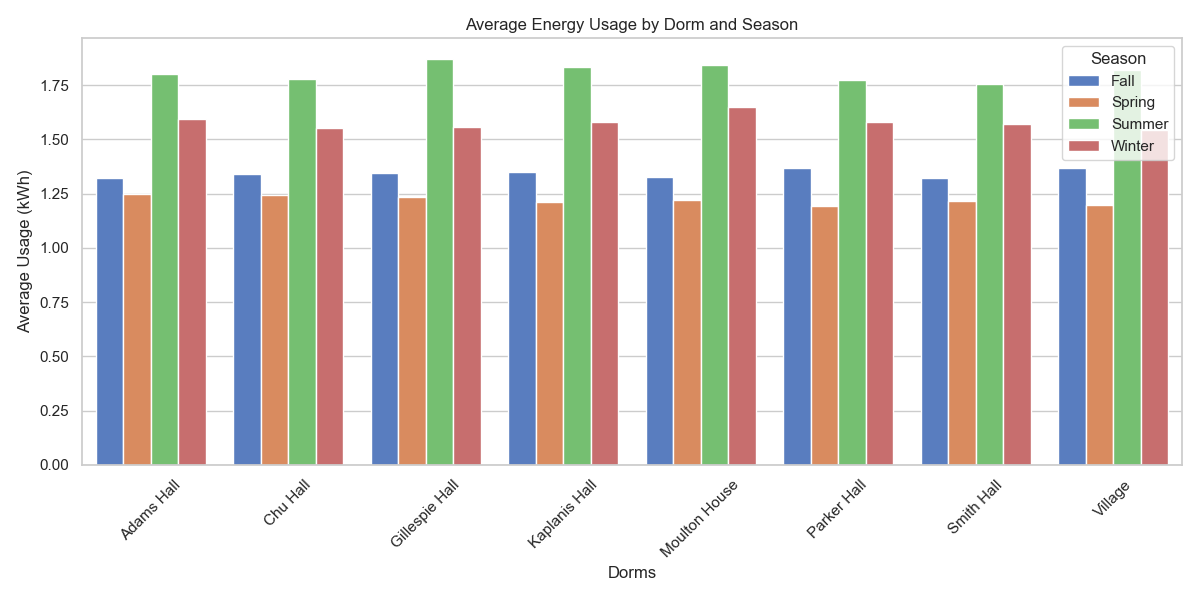 Average Energy Usage by Dorm and Season
Average Usage (kWh)
1.75
1.50
1.25
1.00
0.75
0.50
0.25
0.00
Season
Fall
Spring
Summer
Winter
Adams Hall
Chu Hall
Gillespie Hall
Kaplanis Hall
Moulton House
Parker Hall
Smith Hall
Village
Dorms